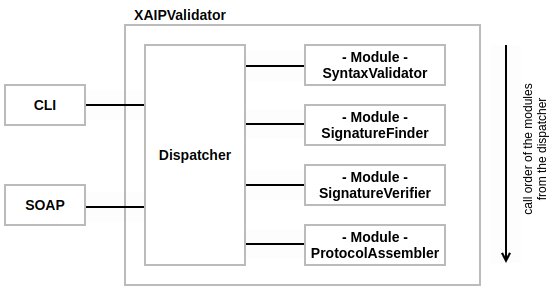 XAIPValidator
CLI
SOAP
Dispatcher
- Module -
SyntaxValidator
- Module -
SignatureFinder
- Module -
SignatureVerifier
- Module -
ProtocolAssembler
call order of the modules
from the dispatcher